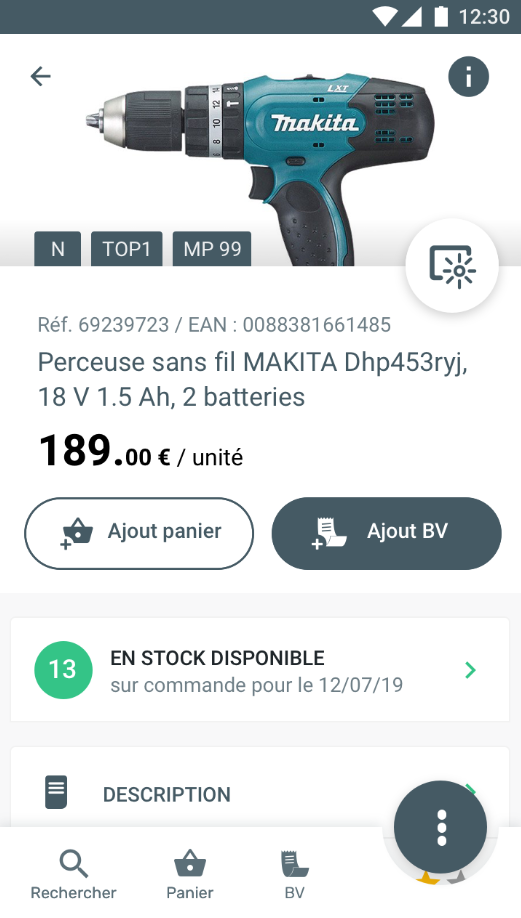 12:30
LXT
Makita
14
12
10
8
N TOP1 MP 99
Réf. 69239723 / EAN : 0088381661485
Perceuse sans fil MAKITA Dhp453ryj,
18 V 1.5 Ah, 2 batteries
189.00 € / unité
Ajout panier Ajout BV
13
EN STOCK DISPONIBLE
sur commande pour le 12/07/19
DESCRIPTION
Rechercher Panier BV